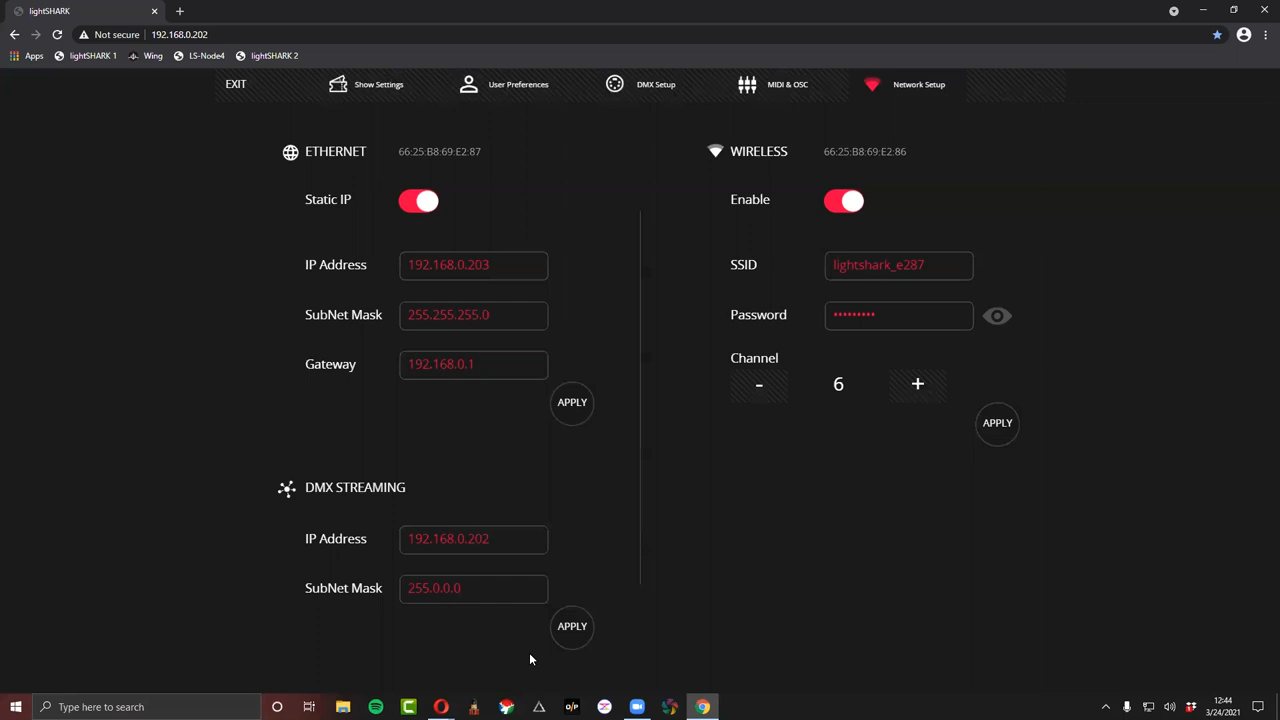 lightSHARK
Not secure | 192.168.0.202
Apps lightSHARK 1 Wing LS-Node4 lightSHARK 2
EXIT Show Settings User Preferences DMX Setup MIDI & OSC Network Setup
ETHERNET 66:25:B8:69:E2:87
Static IP
IP Address 192.168.0.203
SubNet Mask 255.255.255.0
Gateway 192.168.0.1
APPLY
DMX STREAMING
IP Address 192.168.0.202
SubNet Mask 255.0.0.0
APPLY
WIRELESS 66:25:B8:69:E2:86
Enable
SSID lightshark_e287
Password •••••••••
Channel
- 6 +
APPLY
Type here to search
O/P
12:44
3/24/2021